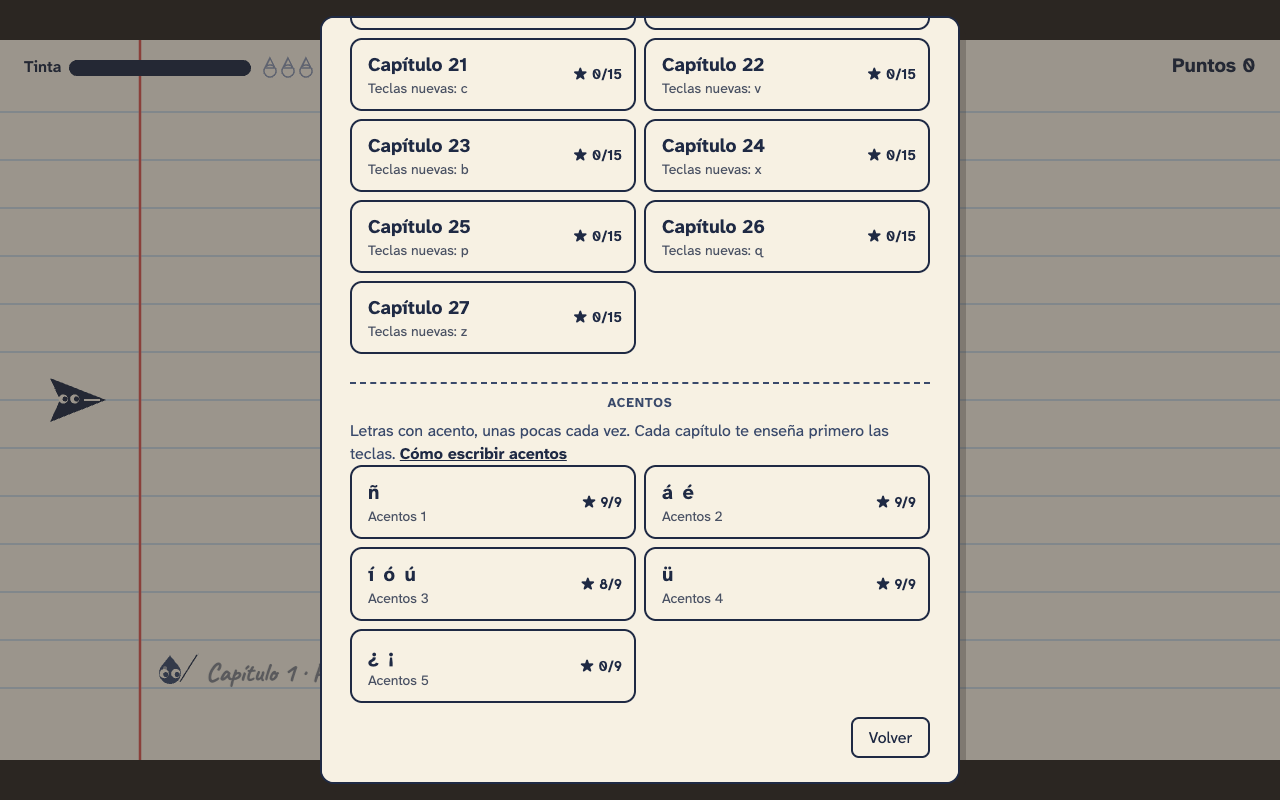 Tinta
Puntos 0
Capítulo 21
Teclas nuevas: c
★ 0/15
Capítulo 22
Teclas nuevas: v
★ 0/15
Capítulo 23
Teclas nuevas: b
★ 0/15
Capítulo 24
Teclas nuevas: x
★ 0/15
Capítulo 25
Teclas nuevas: p
★ 0/15
Capítulo 26
Teclas nuevas: q
★ 0/15
Capítulo 27
Teclas nuevas: z
★ 0/15
ACENTOS
Letras con acento, unas pocas cada vez. Cada capítulo te enseña primero las
teclas. Cómo escribir acentos
ñ
Acentos 1
★ 9/9
á é
Acentos 2
★ 9/9
í ó ú
Acentos 3
★ 8/9
ü
Acentos 4
★ 9/9
¿ ¡
Acentos 5
★ 0/9
Capítulo 1 ·
Volver